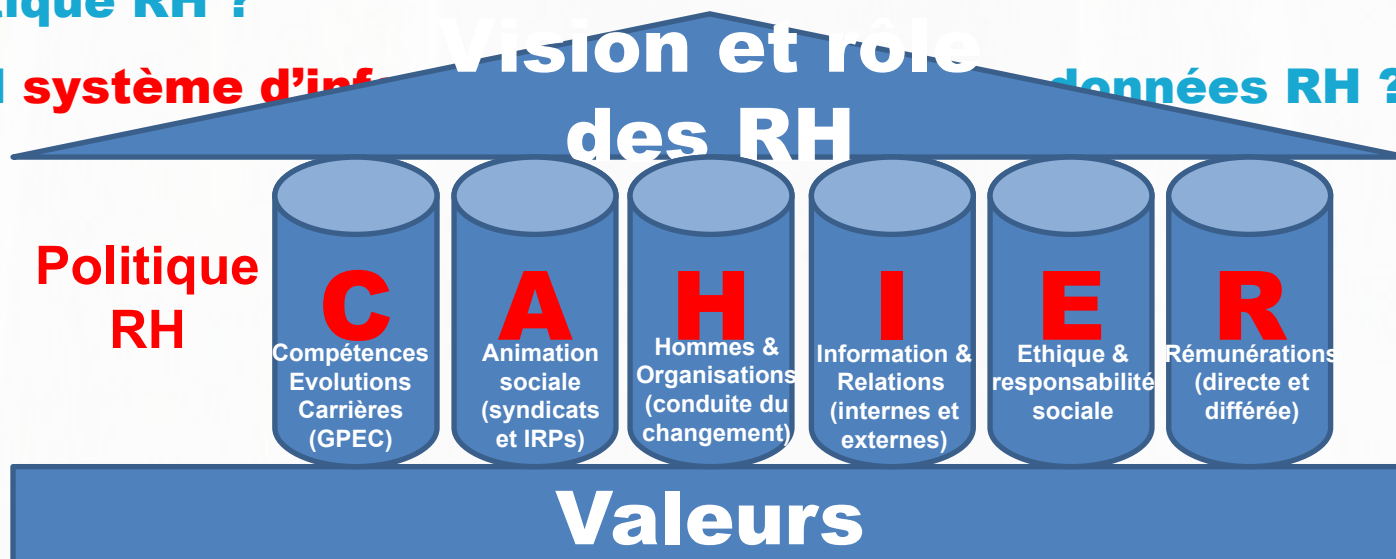 RH ?
Vision et rôle
système
données RH ?
des RH
Politique
RH
C
Compétences
Evolutions
Carrières
(GPEC)
A
Animation
sociale
(syndicats
et IRPs)
H
Hommes &
Organisations
(conduite du
changement)
I
Information &
Relations
(internes et
externes)
E
Ethique &
responsabilité
sociale
R
Rémunérations
(directe et
différée)
Valeurs